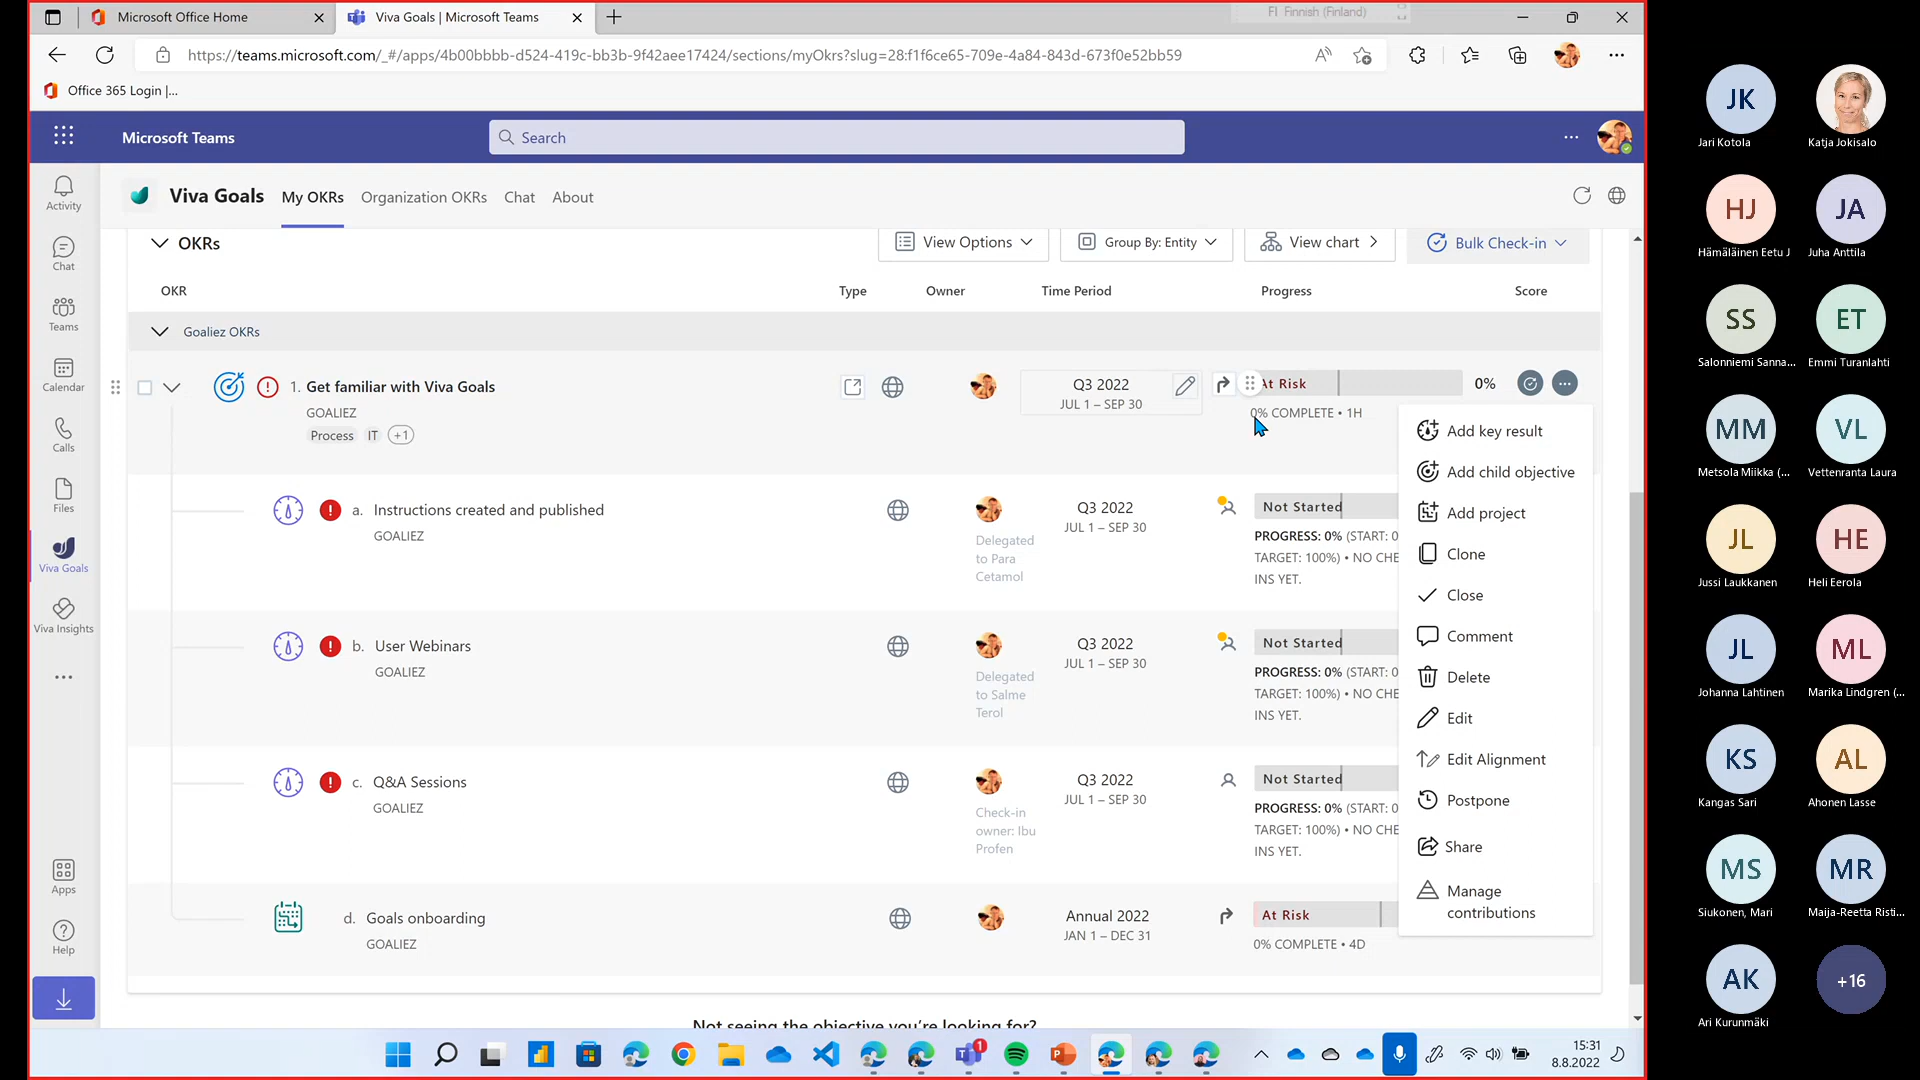 Microsoft Office Home
Viva Goals | Microsoft Teams
FI Finnish (Finland)
https://teams.microsoft.com/_#/apps/4b00bbbb-d524-419c-bb3b-9f42aee17424/sections/myOkrs?slug=28:f1f6ce65-709e-4a84-843d-673f0e52bb59
Office 365 Login |...
Microsoft Teams
Search
Activity
Chat
Teams
Calendar
Calls
Files
Viva Goals
Viva Insights
Apps
Help
Viva Goals
My OKRs
Organization OKRs
Chat
About
OKRs
View Options
Group By: Entity
View chart
Bulk Check-in
OKR
Type
Owner
Time Period
Progress
Score
Goaliez OKRs
1. Get familiar with Viva Goals
GOALIEZ
Process IT +1
Q3 2022
JUL 1 – SEP 30
At Risk
0%
0% COMPLETE • 1H
a. Instructions created and published
GOALIEZ
Delegated
to Para
Cetamol
Q3 2022
JUL 1 – SEP 30
Not Started
PROGRESS: 0% (START: 0
TARGET: 100%) • NO CHE
INS YET.
b. User Webinars
GOALIEZ
Delegated
to Salme
Terol
Q3 2022
JUL 1 – SEP 30
Not Started
PROGRESS: 0% (START: 0
TARGET: 100%) • NO CHE
INS YET.
c. Q&A Sessions
GOALIEZ
Check-in
owner: Ibu
Profen
Q3 2022
JUL 1 – SEP 30
Not Started
PROGRESS: 0% (START: 0
TARGET: 100%) • NO CHE
INS YET.
d. Goals onboarding
GOALIEZ
Annual 2022
JAN 1 – DEC 31
At Risk
0% COMPLETE • 4D
Add key result
Add child objective
Add project
Clone
Close
Comment
Delete
Edit
Edit Alignment
Postpone
Share
Manage
contributions
Not seeing the objective you're looking for?
1
15:31
8.8.2022
JK
Jari Kotola
Katja Jokisalo
HJ
Hämäläinen Eetu J
JA
Juha Anttila
SS
Salonniemi Sanna...
ET
Emmi Turanlahti
MM
Metsola Miikka (...
VL
Vettenranta Laura
JL
Jussi Laukkanen
HE
Heli Eerola
JL
Johanna Lahtinen
ML
Marika Lindgren (...
KS
Kangas Sari
AL
Ahonen Lasse
MS
Siukonen, Mari
MR
Maija-Reetta Risti...
AK
Ari Kurunmäki
+16